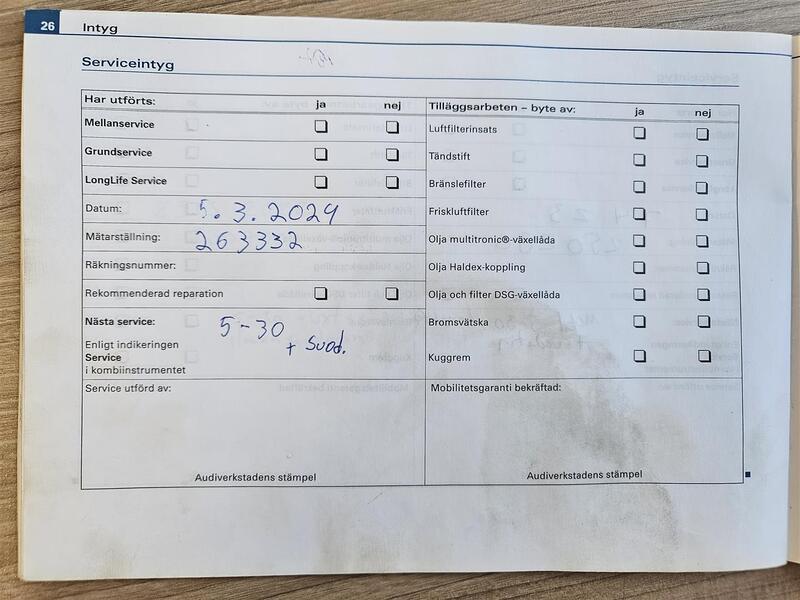 26 Intyg
Serviceintyg
Har utförts: ja nej
Mellanservice
Grundservice
LongLife Service
Datum: 5.3.2024
Mätarställning: 263332
Räkningsnummer:
Rekommenderad reparation
Nästa service: 5-30
Enligt indikeringen + Suod.
Service
i kombiinstrumentet
Service utförd av:
Audiverkstadens stämpel
Tilläggsarbeten – byte av: ja nej
Luftfilterinsats
Tändstift
Bränslefilter
Friskluftfilter
Olja multitronic®-växellåda
Olja Haldex-koppling
Olja och filter DSG-växellåda
Bromsvätska
Kuggrem
Mobilitetsgaranti bekräftad:
Audiverkstadens stämpel